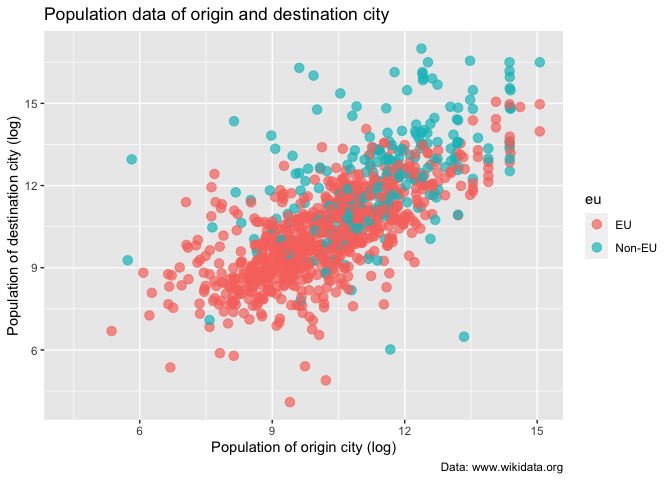 Population data of origin and destination city
Population of destination city (log)
15
12
9
6
6
9
12
15
Population of origin city (log)
eu
EU
Non-EU
Data: www.wikidata.org